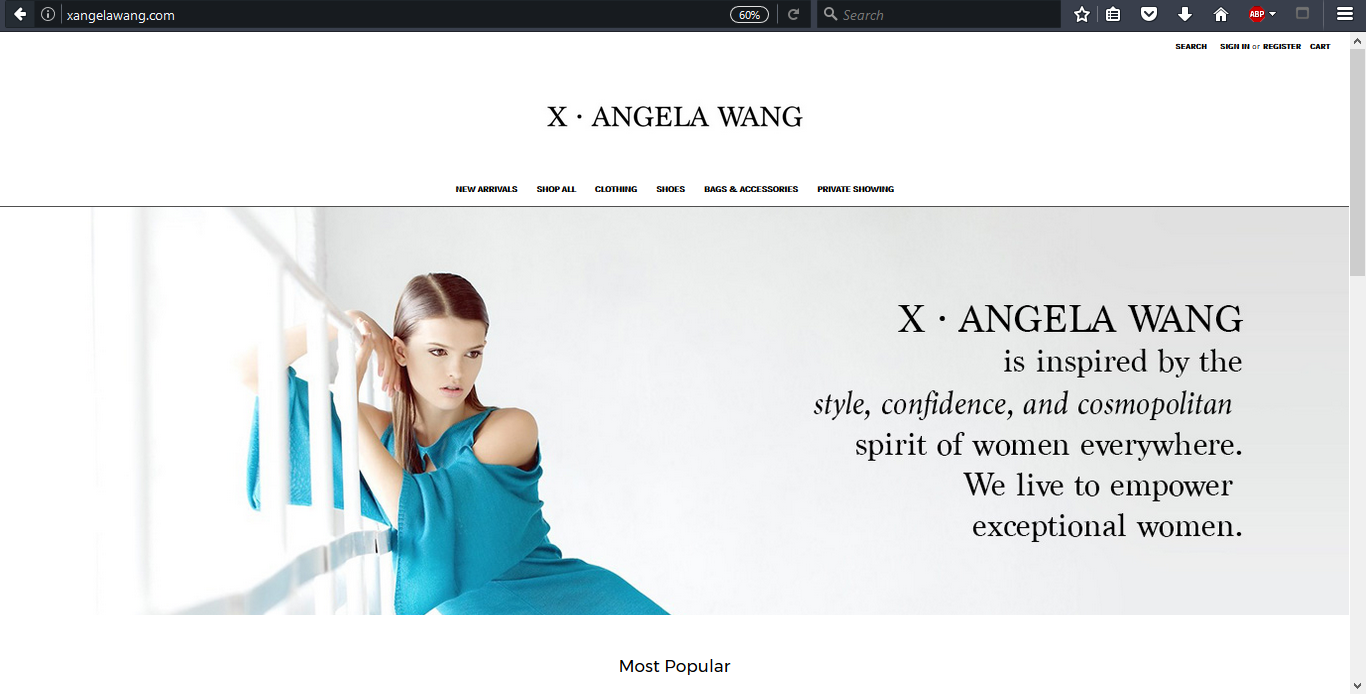 xangelawang.com
60%
Search
ABP
SEARCH SIGN IN or REGISTER CART
X · ANGELA WANG
NEW ARRIVALS SHOP ALL CLOTHING SHOES BAGS & ACCESSORIES PRIVATE SHOWING
X · ANGELA WANG
is inspired by the
style, confidence, and cosmopolitan
spirit of women everywhere.
We live to empower
exceptional women.
Most Popular